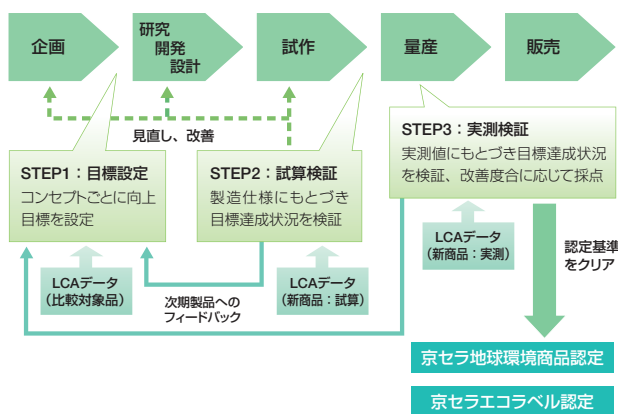 企画
研究
開発
設計
試作
量産
販売
見直し、改善
STEP1：目標設定
コンセプトごとに向上
目標を設定
STEP2：試算検証
製造仕様にもとづき
目標達成状況を検証
STEP3：実測検証
実測値にもとづき目標達成状況
を検証、改善度合に応じて採点
LCAデータ
（比較対象品）
次期製品への
フィードバック
LCAデータ
（新商品：試算）
LCAデータ
（新商品：実測）
認定基準
をクリア
京セラ地球環境商品認定
京セラエコラベル認定